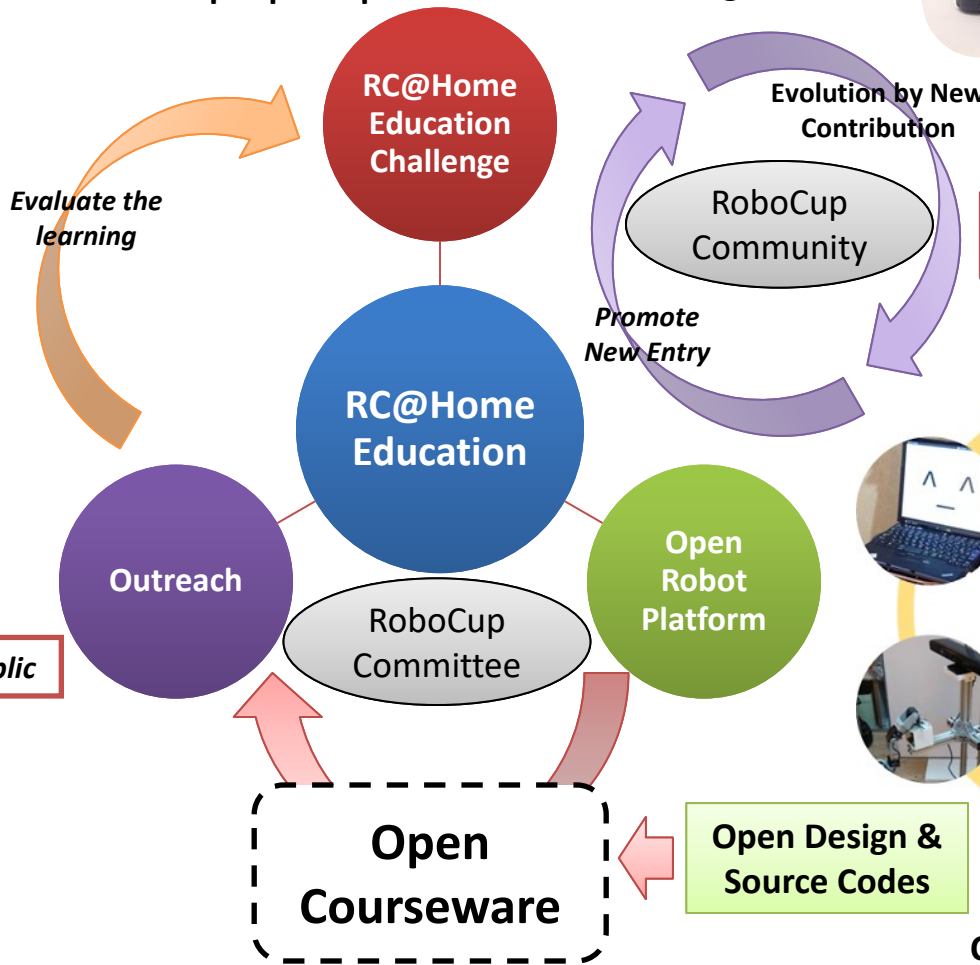 RC@Home
Education
Challenge
Evolution by New
Contribution
Evaluate the
learning
RoboCup
Community
Promote
New Entry
RC@Home
Education
Outreach
Open
Robot
Platform
RoboCup
Committee
Open
Courseware
Open Design &
Source Codes